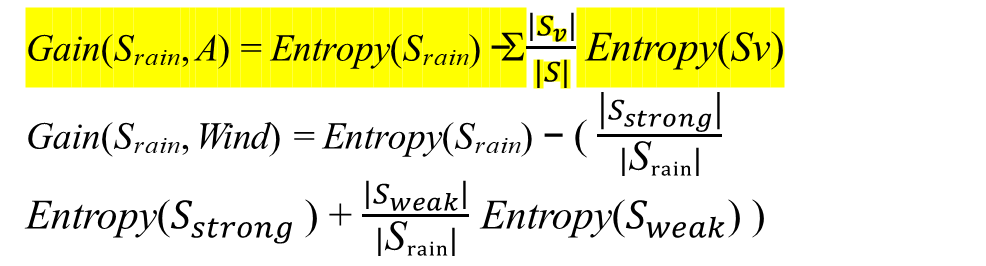 Gain(S_rain, A) = Entropy(S_rain) −Σ |S_v|/|S| Entropy(Sv)
Gain(S_rain, Wind) = Entropy(S_rain) − ( |S_strong|/|S_rain|
Entropy(S_strong ) + |S_weak|/|S_rain| Entropy(S_weak) )